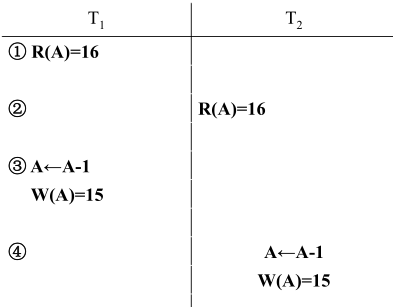 T₁ T₂
① R(A)=16
② R(A)=16
③ A←A-1
W(A)=15
④ A←A-1
W(A)=15